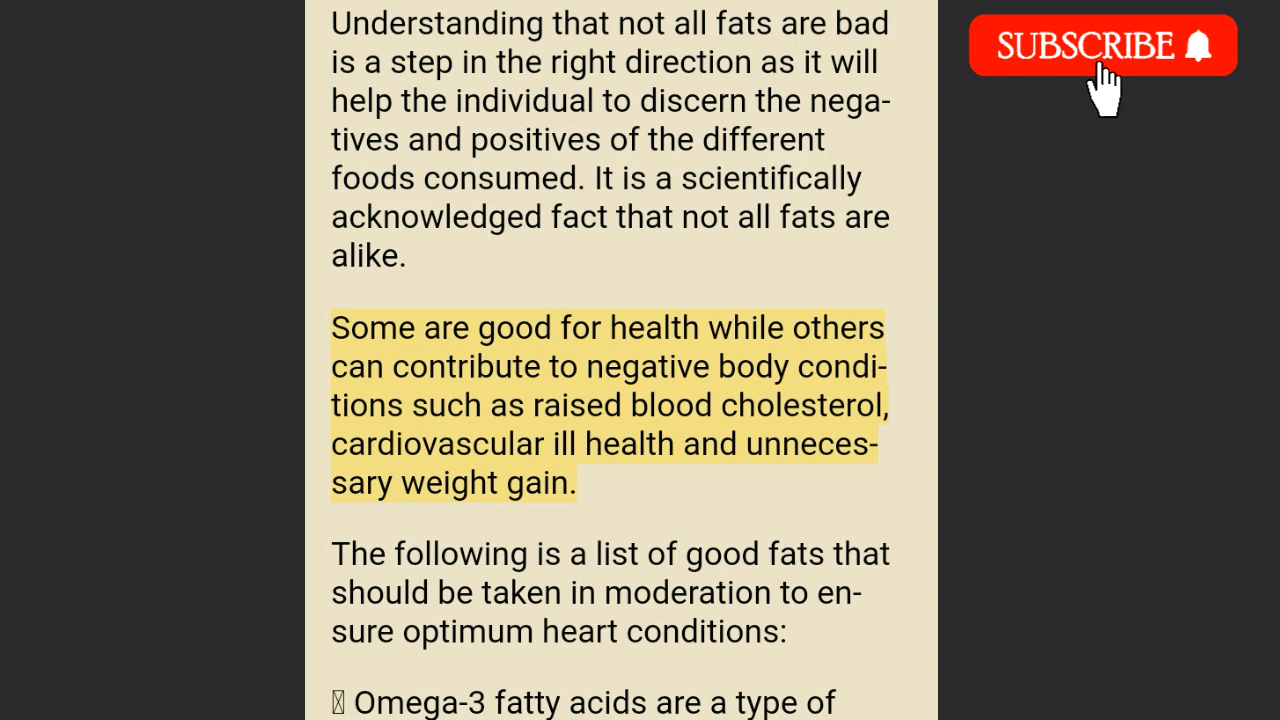 Understanding that not all fats are bad
is a step in the right direction as it will
help the individual to discern the nega-
tives and positives of the different
foods consumed. It is a scientifically
acknowledged fact that not all fats are
alike.
Some are good for health while others
can contribute to negative body condi-
tions such as raised blood cholesterol,
cardiovascular ill health and unneces-
sary weight gain.
The following is a list of good fats that
should be taken in moderation to en-
sure optimum heart conditions:
Omega-3 fatty acids are a type of
SUBSCRIBE